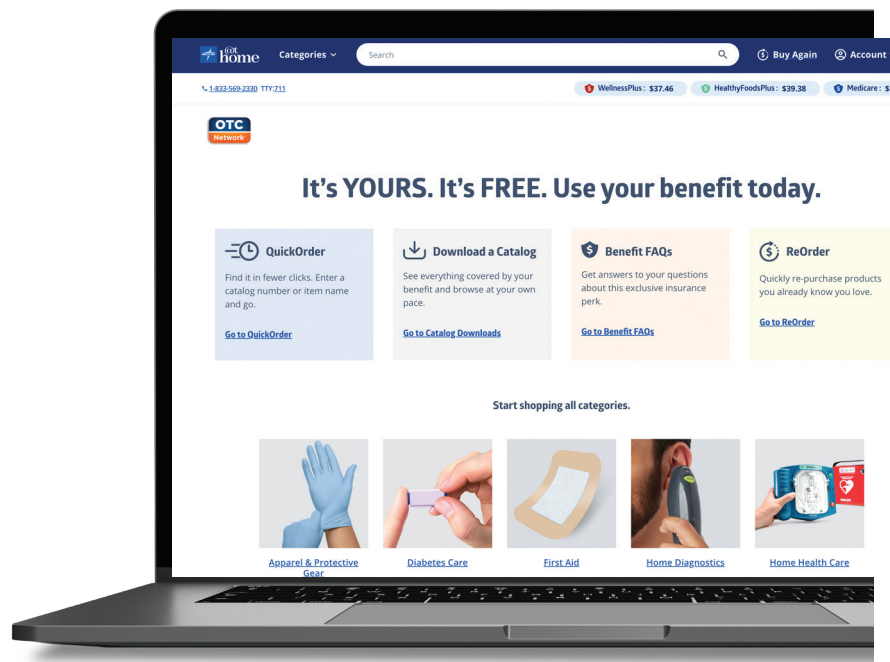 @t home
Categories
Search
Buy Again
Account
1-833-569-2330 TTY:711
WellnessPlus: $37.46
HealthyFoodsPlus: $39.38
Medicare: $
OTC
Network
It's YOURS. It's FREE. Use your benefit today.
QuickOrder
Find it in fewer clicks. Enter a
catalog number or item name
and go.
Go to QuickOrder
Download a Catalog
See everything covered by your
benefit and browse at your own
pace.
Go to Catalog Downloads
Benefit FAQs
Get answers to your questions
about this exclusive insurance
perk.
Go to Benefit FAQs
ReOrder
Quickly re-purchase products
you already know you love.
Go to ReOrder
Start shopping all categories.
Apparel & Protective
Gear
Diabetes Care
First Aid
Home Diagnostics
Home Health Care